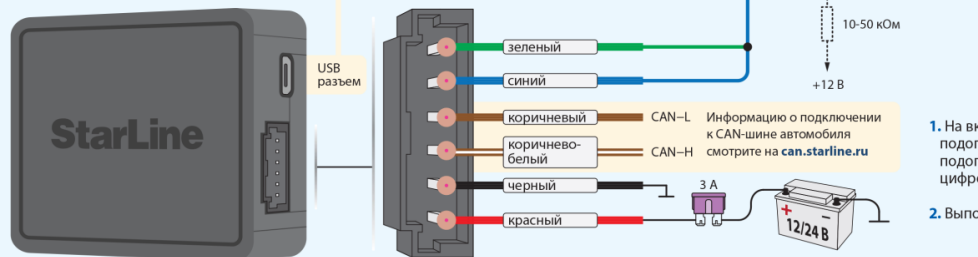 StarLine
USB
разъем
зеленый
синий
коричневый
коричнево-
белый
черный
красный
CAN–L
CAN–H
Информацию о подключении
к CAN-шине автомобиля
смотрите на can.starline.ru
3 А
10-50 кОм
+12 В
+ –
12/24 В
1. На вк
подог
подог
цифро
2. Выпо